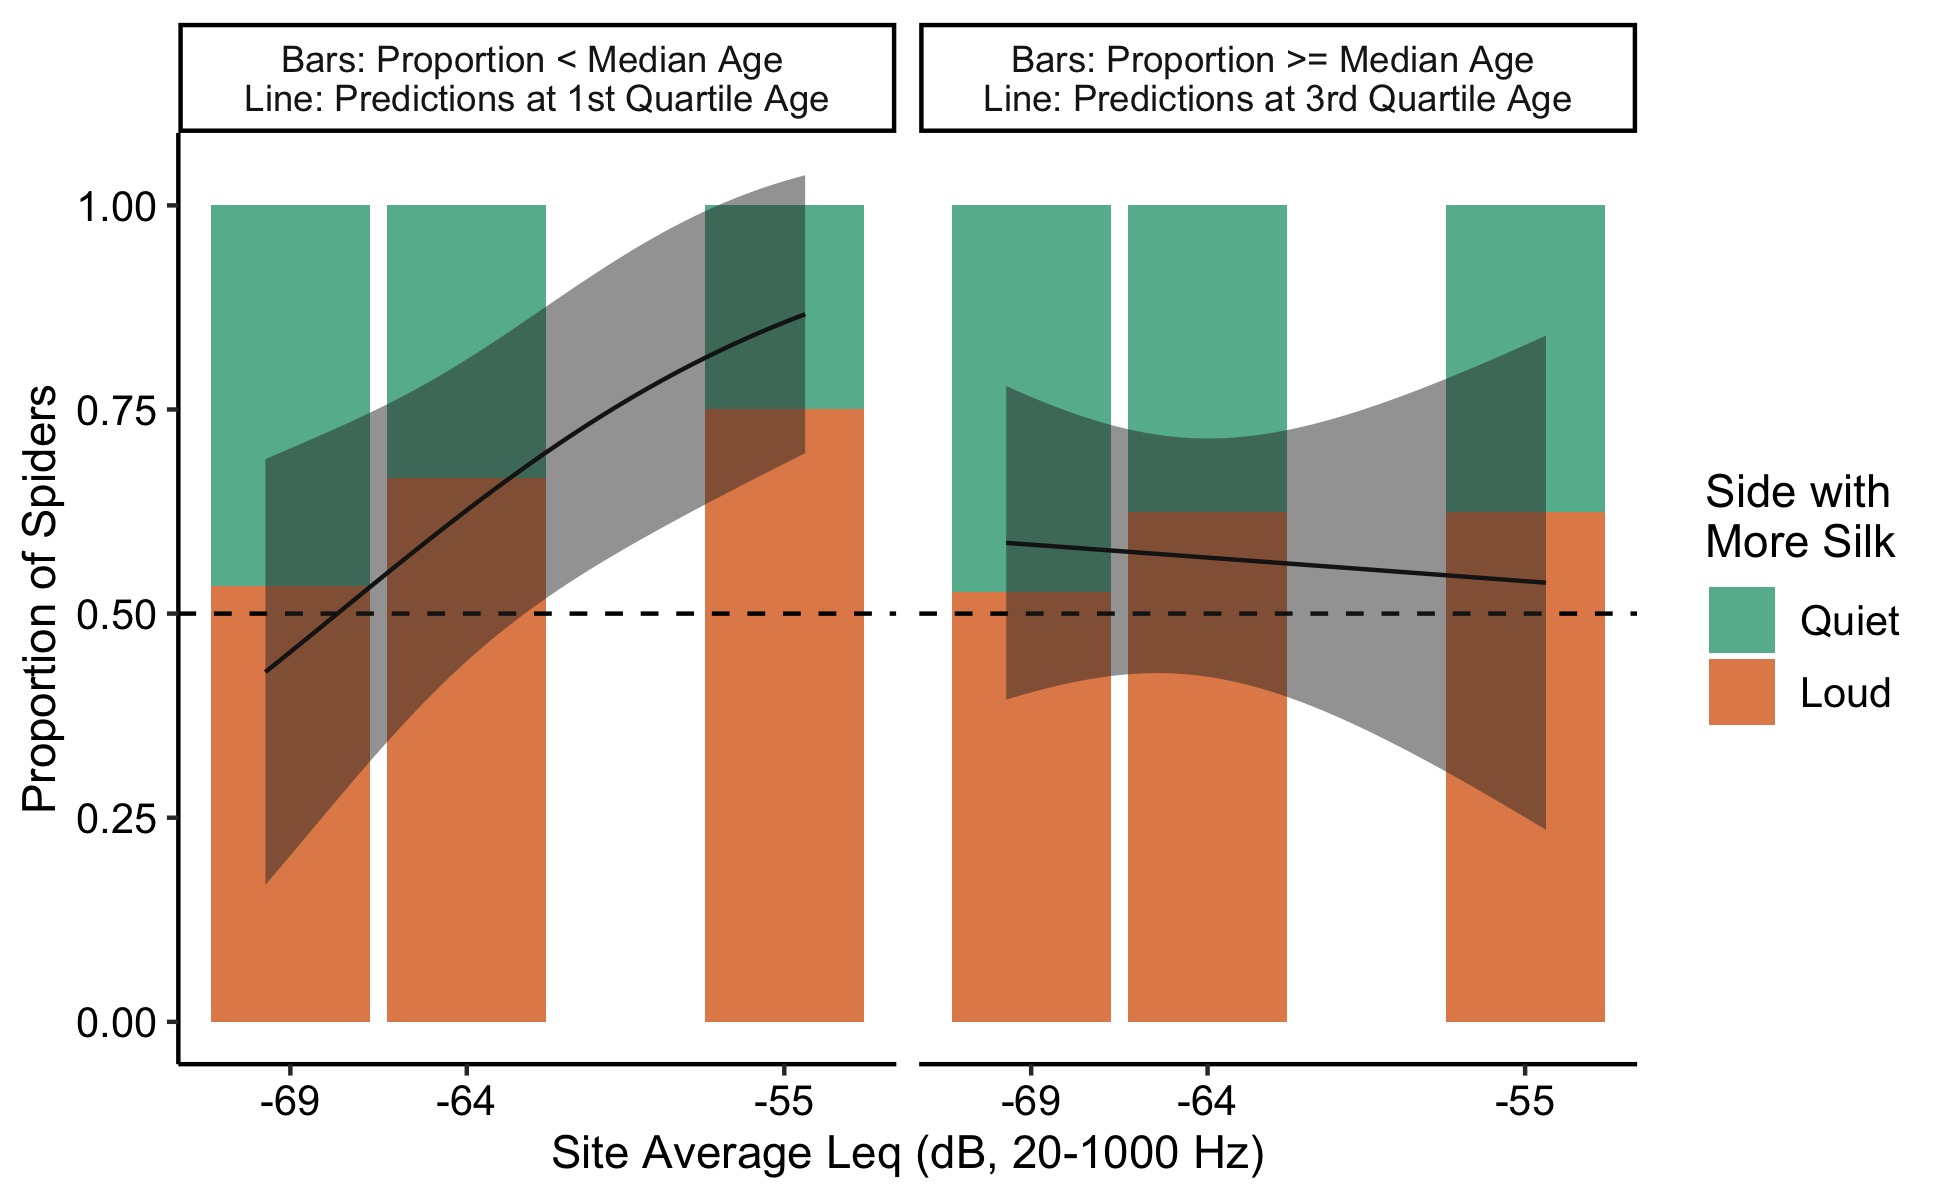 Bars: Proportion < Median Age
Line: Predictions at 1st Quartile Age
Bars: Proportion >= Median Age
Line: Predictions at 3rd Quartile Age
Proportion of Spiders
1.00
0.75
0.50
0.25
0.00
-69
-64
-55
-69
-64
-55
Site Average Leq (dB, 20-1000 Hz)
Side with
More Silk
Quiet
Loud